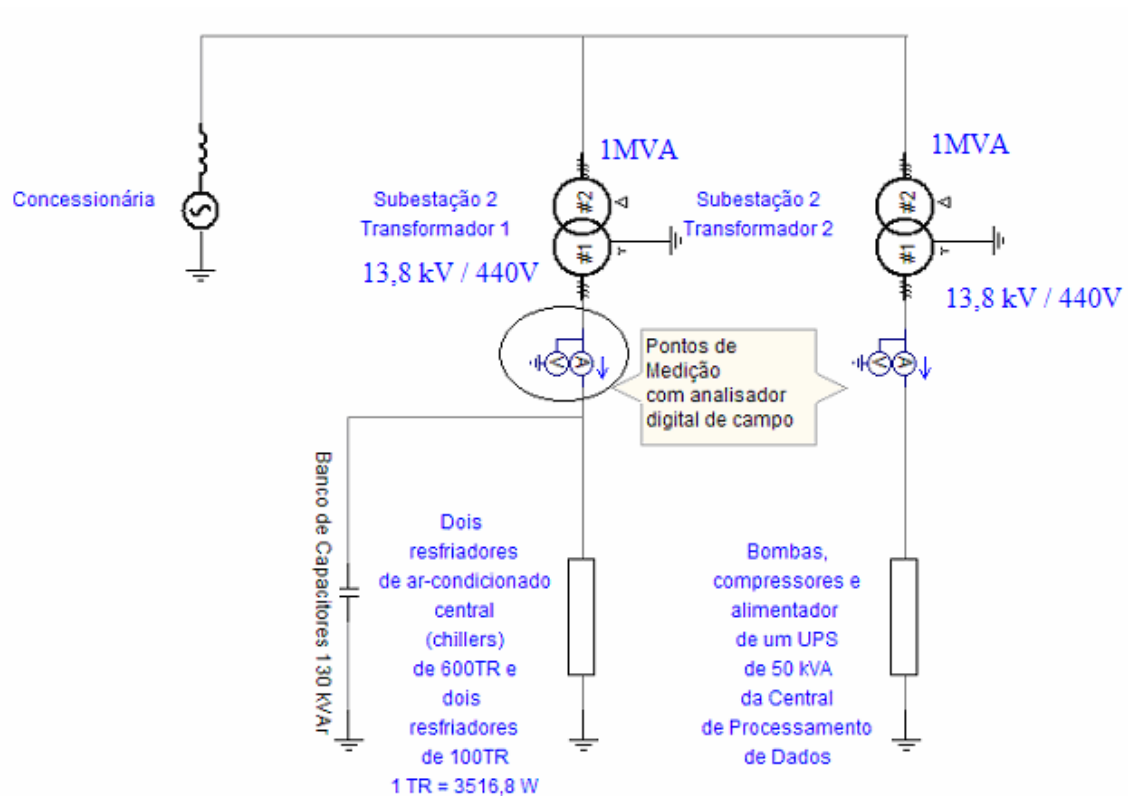 Concessionária
1MVA
Subestação 2
Transformador 1
13,8 kV / 440V
#2
#1
1MVA
Subestação 2
Transformador 2
13,8 kV / 440V
#2
#1
V
A
V
A
Pontos de
Medição
com analisador
digital de campo
Banco de Capacitores 130 kVAr
Dois
resfriadores
de ar-condicionado
central
(chillers)
de 600TR e
dois
resfriadores
de 100TR
1 TR = 3516,8 W
Bombas,
compressores e
alimentador
de um UPS
de 50 kVA
da Central
de Processamento
de Dados